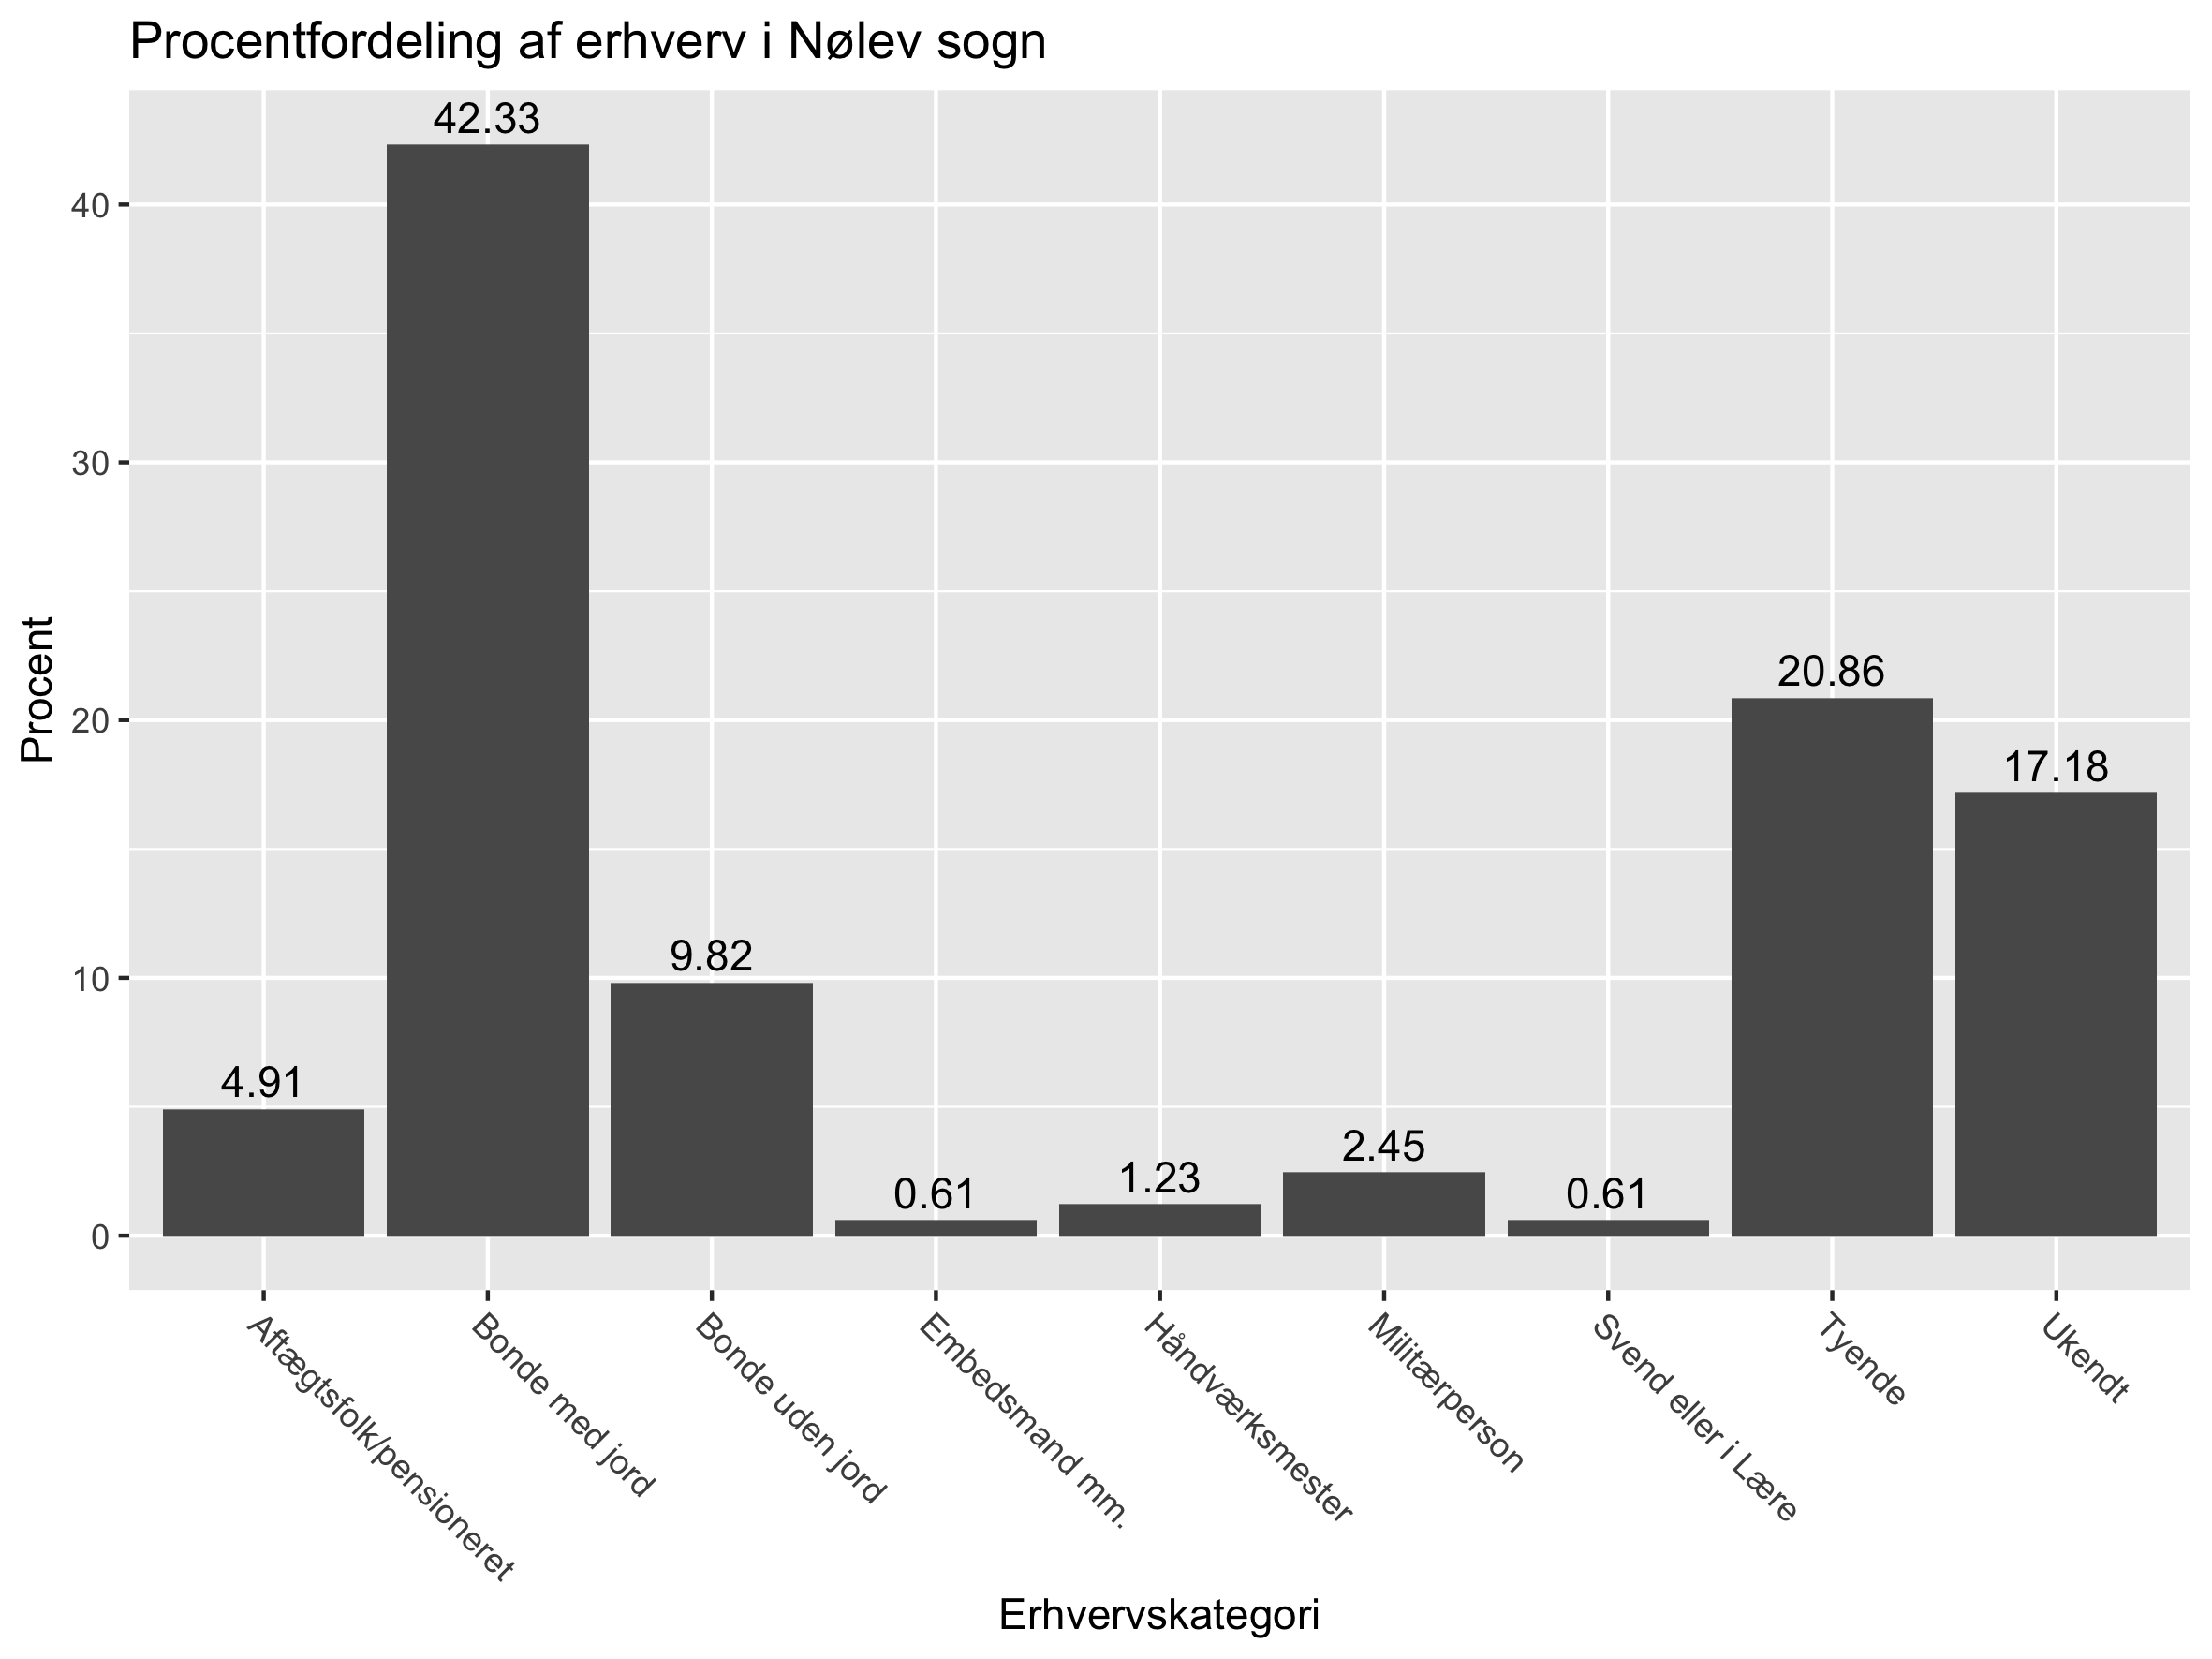 Procentfordeling af erhverv i Nølev sogn
42.33
40
30
20.86
20
17.18
9.82
10
4.91
2.45
1.23
0.61
0.61
0
Procent
Aftægtsfolk/pensioneret
Bonde med jord
Bonde uden jord
Embedsmand mm.
Håndværksmester
Militærperson
Svend eller i Lære
Tyende
Ukendt
Erhvervskategori